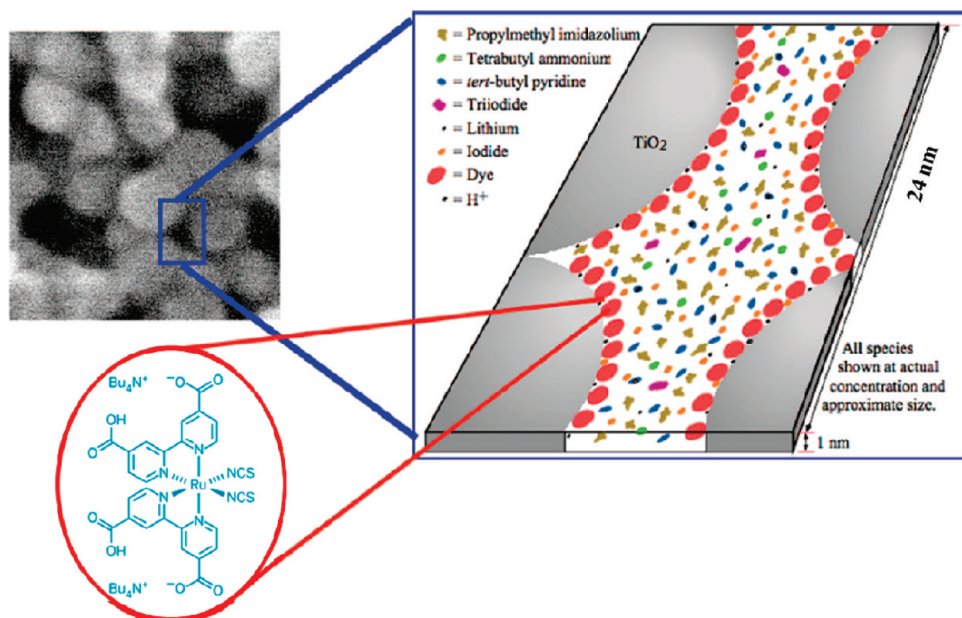 = Propylmethyl imidazolium
= Tetrabutyl ammonium
= tert-butyl pyridine
= Triiodide
= Lithium
= Iodide
= Dye
= H⁺
TiO₂
24 nm
All species
shown at actual
concentration and
approximate size.
1 nm
Bu₄N⁺
⁻O
O
OH
O
N
N
NCS
Ru
NCS
N
N
O
OH
Bu₄N⁺
⁻O
O